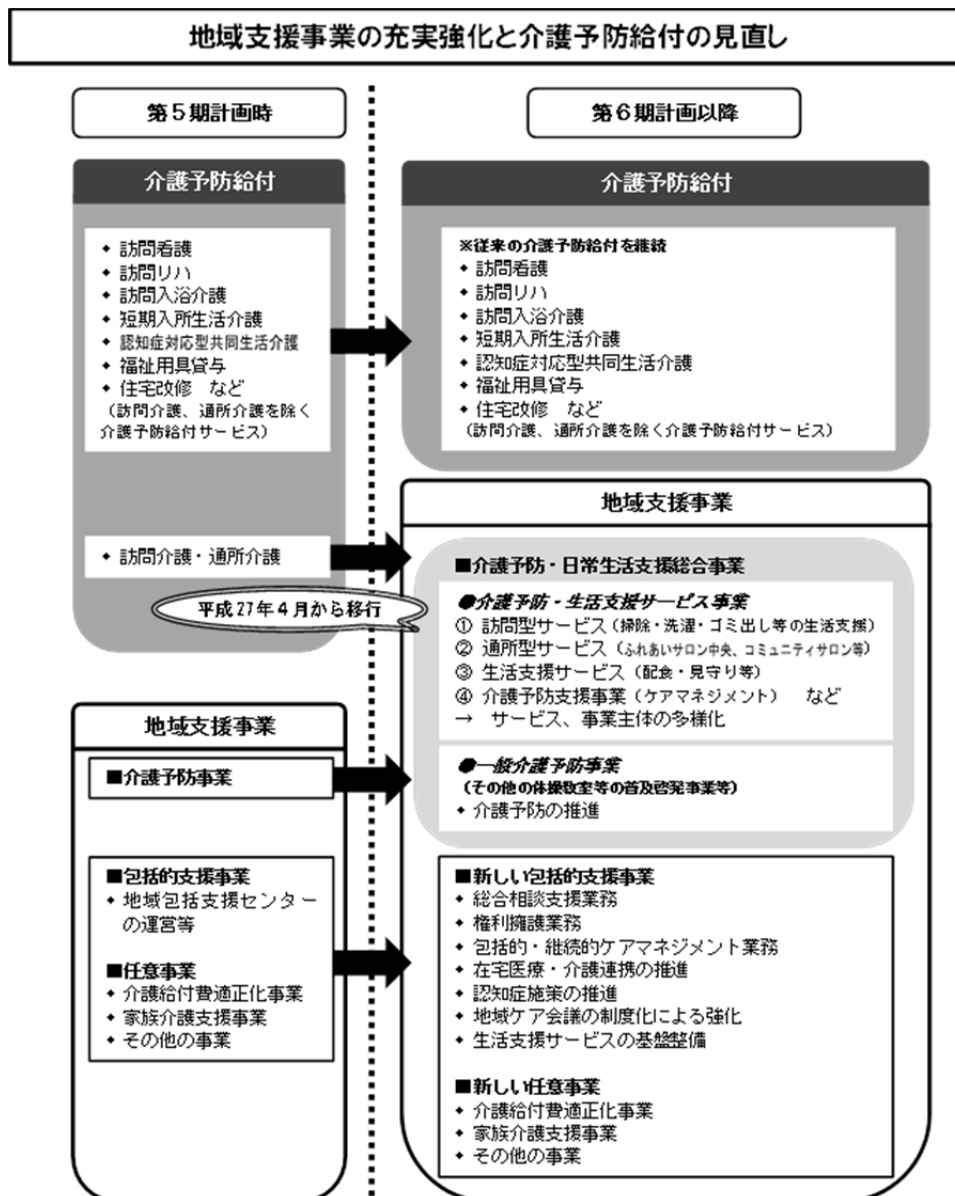 地域支援事業の充実強化と介護予防給付の見直し
第5期計画時
介護予防給付
◆ 訪問看護
◆ 訪問リハ
◆ 訪問入浴介護
◆ 短期入所生活介護
◆ 認知症対応型共同生活介護
◆ 福祉用具貸与
◆ 住宅改修 など
(訪問介護、通所介護を除く
介護予防給付サービス)
◆ 訪問介護・通所介護
平成27年4月から移行
地域支援事業
■介護予防事業
■包括的支援事業
◆ 地域包括支援センター
の運営等
■任意事業
◆ 介護給付費適正化事業
◆ 家族介護支援事業
◆ その他の事業
第6期計画以降
介護予防給付
※従来の介護予防給付を継続
◆ 訪問看護
◆ 訪問リハ
◆ 訪問入浴介護
◆ 短期入所生活介護
◆ 認知症対応型共同生活介護
◆ 福祉用具貸与
◆ 住宅改修 など
(訪問介護、通所介護を除く介護予防給付サービス)
地域支援事業
■介護予防・日常生活支援総合事業
●介護予防・生活支援サービス事業
① 訪問型サービス(掃除・洗濯・ゴミ出し等の生活支援)
② 通所型サービス(ふれあいサロン中央、コミュニティサロン等)
③ 生活支援サービス(配食・見守り等)
④ 介護予防支援事業(ケアマネジメント) など
→ サービス、事業主体の多様化
●一般介護予防事業
(その他の体操教室等の普及啓発事業等)
◆ 介護予防の推進
■新しい包括的支援事業
◆ 総合相談支援業務
◆ 権利擁護業務
◆ 包括的・継続的ケアマネジメント業務
◆ 在宅医療・介護連携の推進
◆ 認知症施策の推進
◆ 地域ケア会議の制度化による強化
◆ 生活支援サービスの基盤整備
■新しい任意事業
◆ 介護給付費適正化事業
◆ 家族介護支援事業
◆ その他の事業